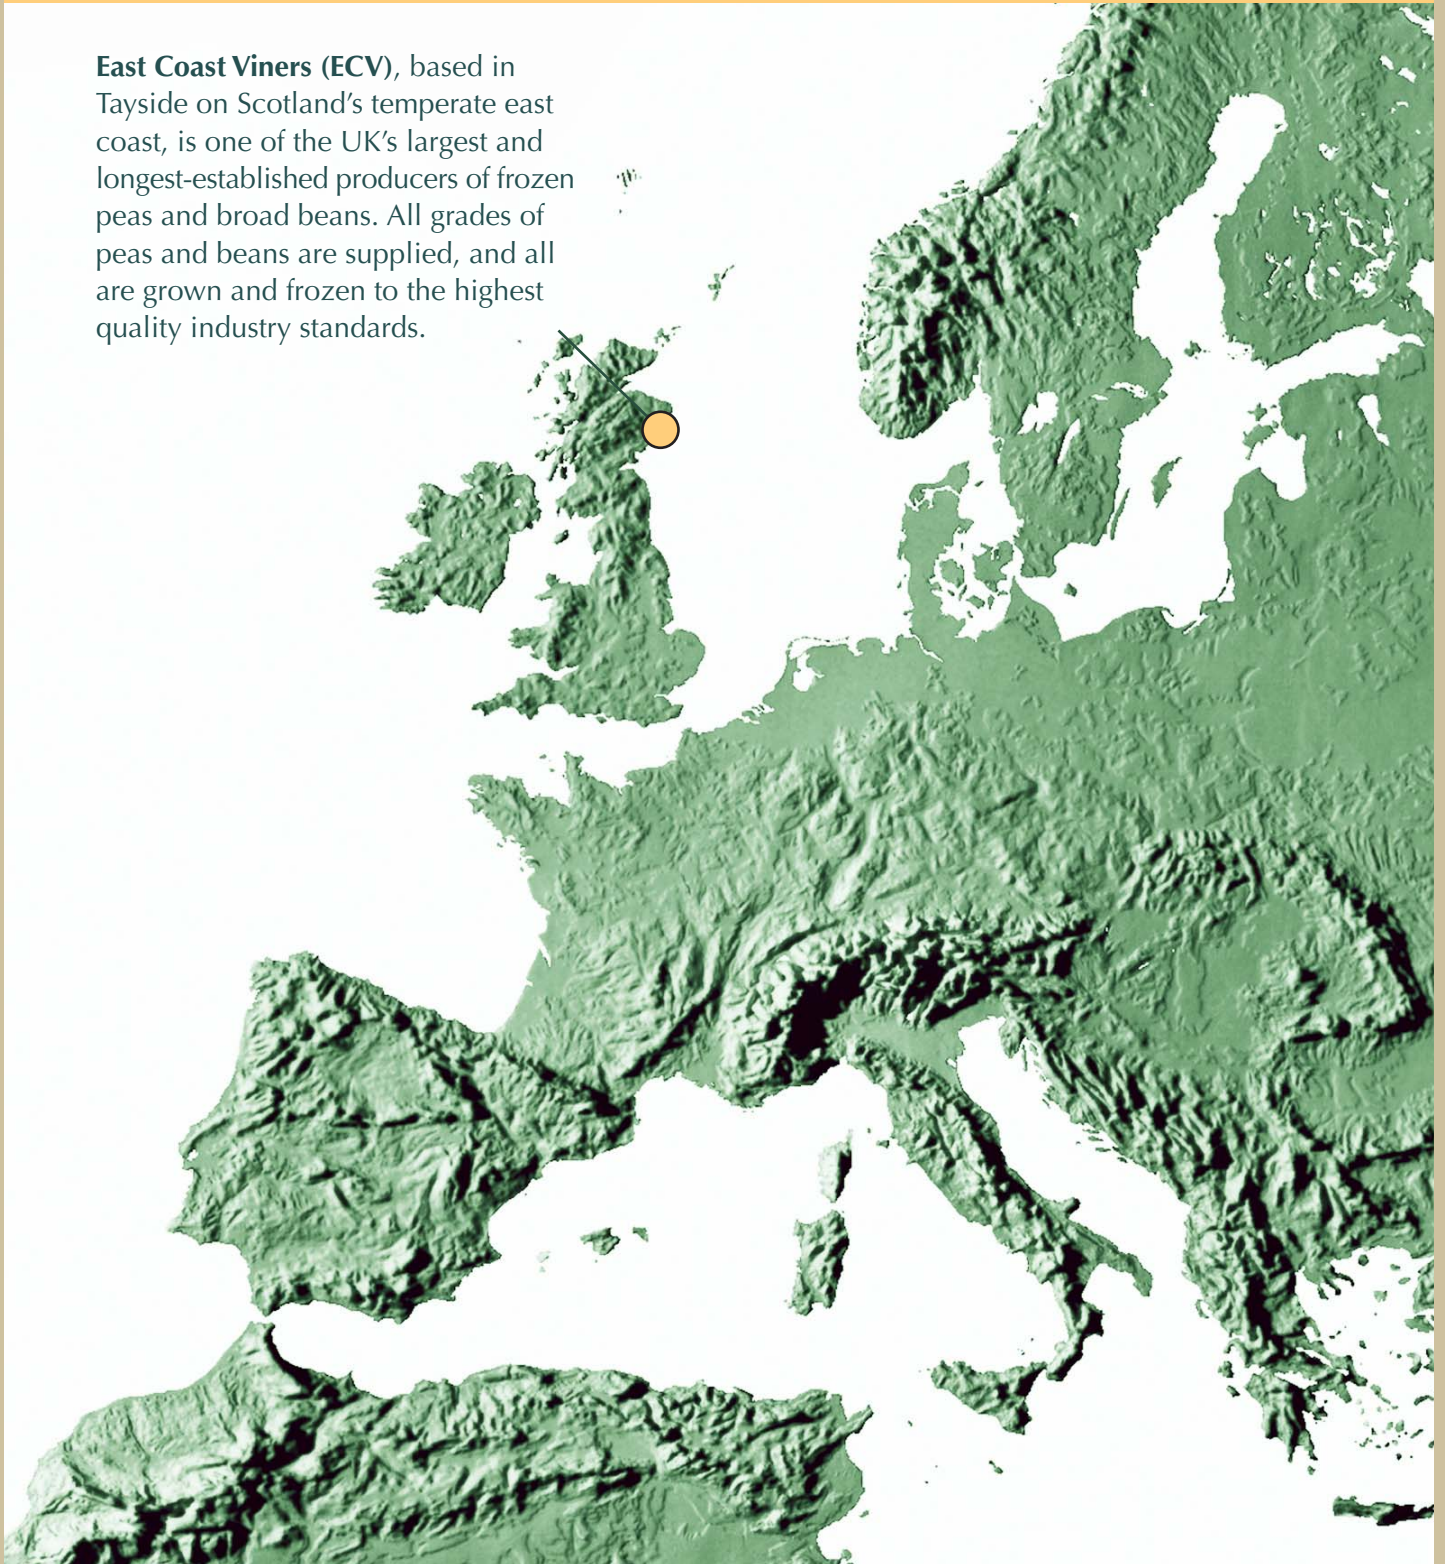 East Coast Viners (ECV), based in
Tayside on Scotland’s temperate east
coast, is one of the UK’s largest and
longest-established producers of frozen
peas and broad beans. All grades of
peas and beans are supplied, and all
are grown and frozen to the highest
quality industry standards.